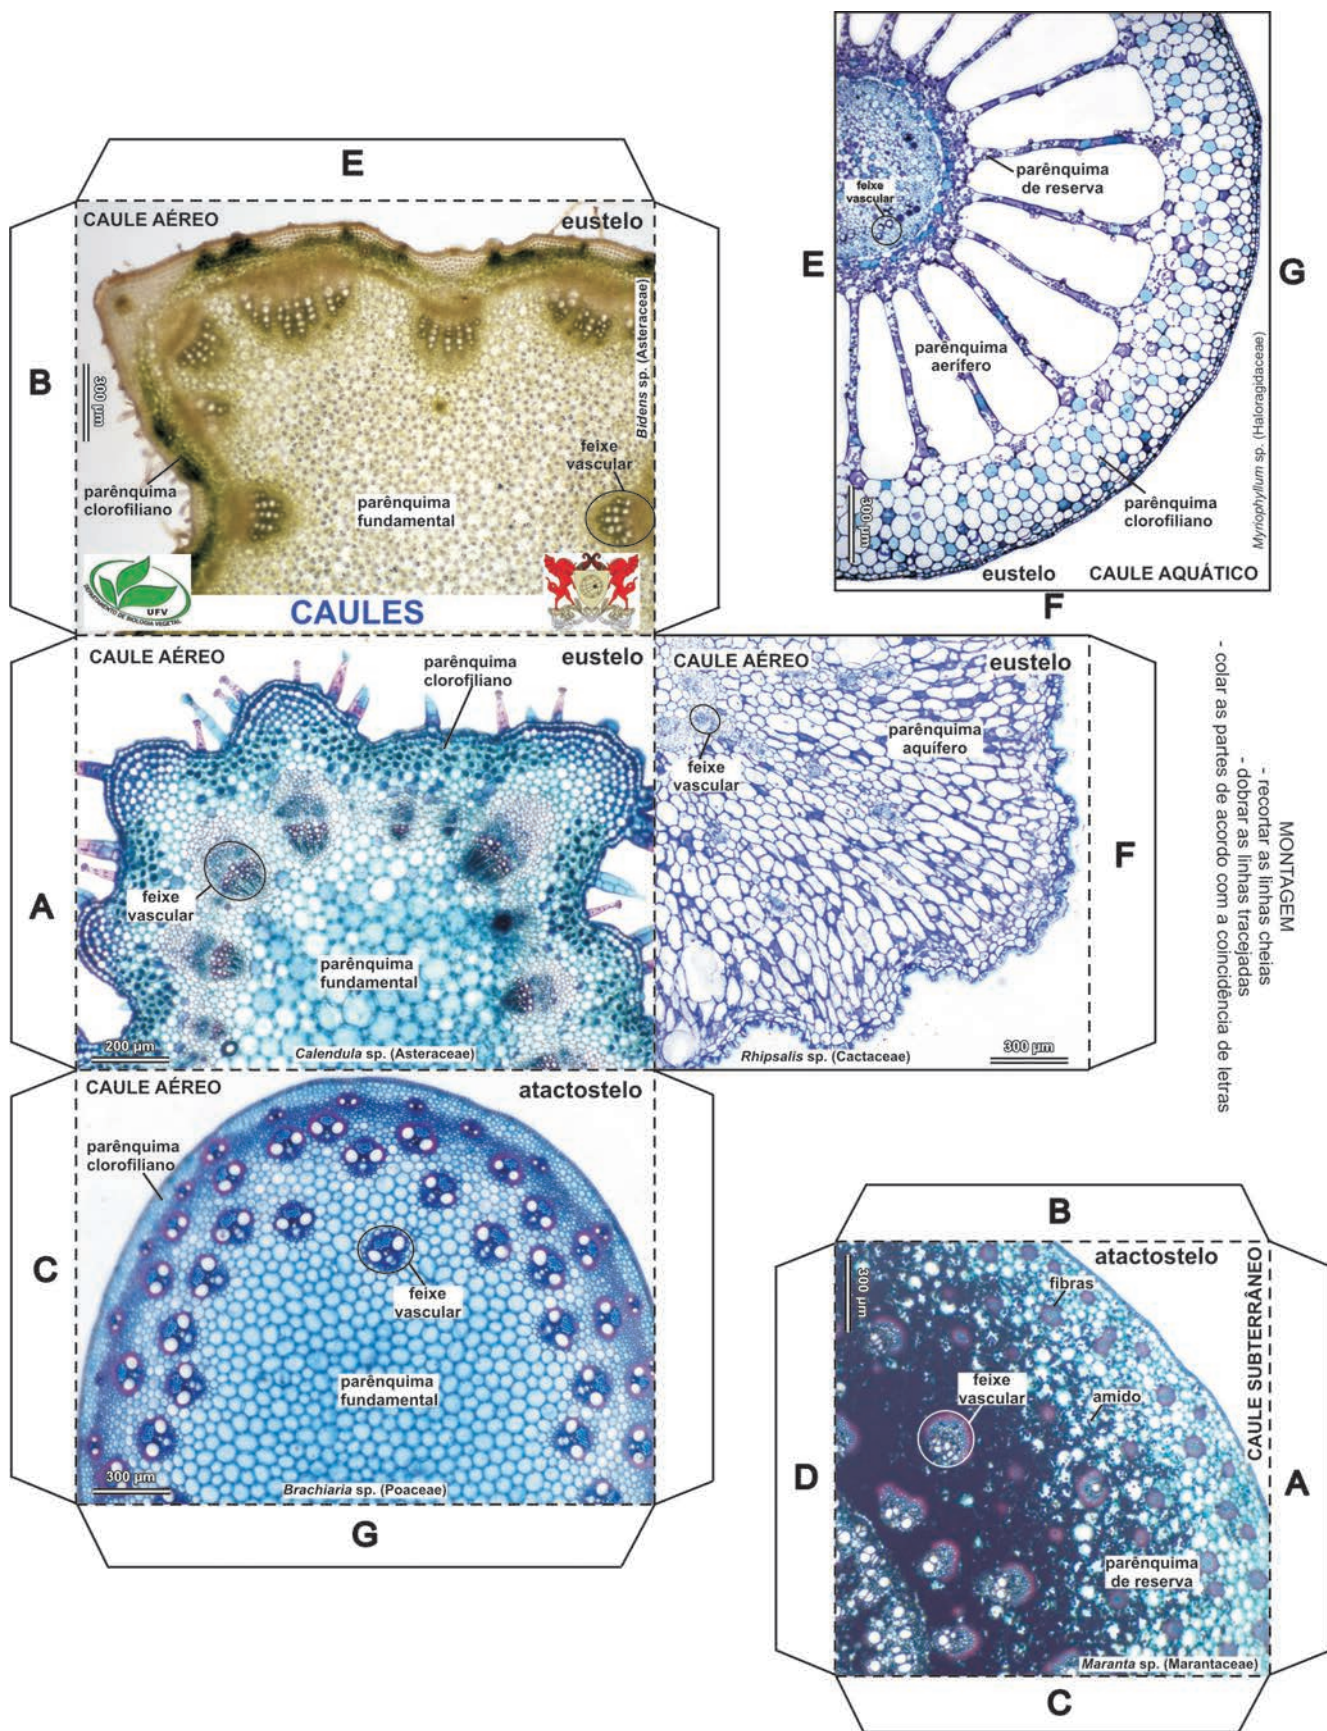 E
CAULE AÉREO
eustelo
B
300 µm
Bidens sp. (Asteraceae)
feixe
vascular
parênquima
clorofiliano
parênquima
fundamental
UFV
DEPARTAMENTO DE BIOLOGIA VEGETAL
CAULES
parênquima
de reserva
feixe
vascular
E
G
parênquima
aerífero
Myriophyllum sp. (Haloragidaceae)
300 µm
parênquima
clorofiliano
eustelo
CAULE AQUÁTICO
F
CAULE AÉREO
parênquima
clorofiliano
eustelo
A
feixe
vascular
parênquima
fundamental
200 µm
Calendula sp. (Asteraceae)
CAULE AÉREO
eustelo
parênquima
aquífero
feixe
vascular
F
Rhipsalis sp. (Cactaceae)
300 µm
MONTAGEM
- recortar as linhas cheias
- dobrar as linhas tracejadas
- colar as partes de acordo com a coincidência de letras
CAULE AÉREO
atactostelo
parênquima
clorofiliano
C
feixe
vascular
parênquima
fundamental
300 µm
Brachiaria sp. (Poaceae)
G
B
atactostelo
300 µm
fibras
CAULE SUBTERRÂNEO
feixe
vascular
amido
D
A
parênquima
de reserva
Maranta sp. (Marantaceae)
C